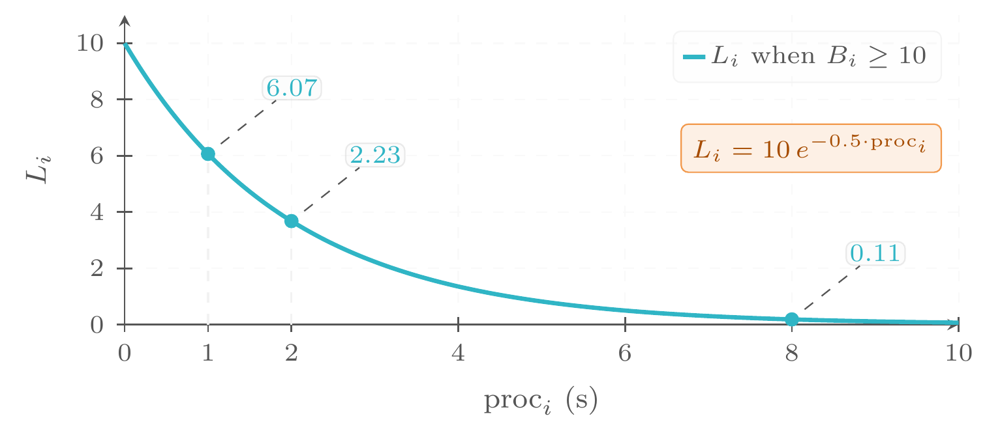 10
8
6
4
2
0
L_i
6.07
2.23
0.11
L_i when B_i ≥ 10
L_i = 10 e^{−0.5·proc_i}
0 1 2 4 6 8 10
proc_i (s)